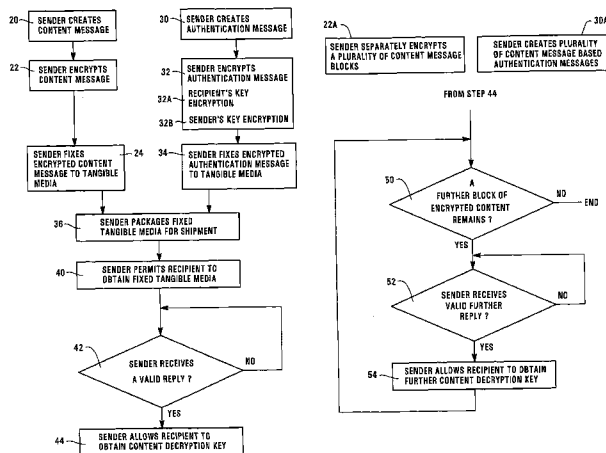 20
SENDER CREATES
CONTENT MESSAGE
22
SENDER ENCRYPTS
CONTENT MESSAGE
SENDER FIXES
ENCRYPTED CONTENT
MESSAGE TO TANGIBLE
MEDIA
24
30
SENDER CREATES
AUTHENTICATION MESSAGE
32
SENDER ENCRYPTS
AUTHENTICATION MESSAGE
32A
RECIPIENT'S KEY
ENCRYPTION
32B
SENDER'S KEY ENCRYPTION
34
SENDER FIXES ENCRYPTED
AUTHENTICATION MESSAGE
TO TANGIBLE MEDIA
36
SENDER PACKAGES FIXED
TANGIBLE MEDIA FOR SHIPMENT
40
SENDER PERMITS RECIPIENT TO
OBTAIN FIXED TANGIBLE MEDIA
42
SENDER RECEIVES
A VALID REPLY ?
NO
YES
44
SENDER ALLOWS RECIPIENT TO
OBTAIN CONTENT DECRYPTION KEY
22A
SENDER SEPARATELY ENCRYPTS
A PLURALITY OF CONTENT MESSAGE
BLOCKS
30A
SENDER CREATES PLURALITY
OF CONTENT MESSAGE BASED
AUTHENTICATION MESSAGES
FROM STEP 44
50
A
FURTHER BLOCK OF
ENCRYPTED CONTENT
REMAINS ?
NO
END
YES
52
SENDER RECEIVES
VALID FURTHER
REPLY ?
NO
YES
54
SENDER ALLOWS RECIPIENT TO OBTAIN
FURTHER CONTENT DECRYPTION KEY